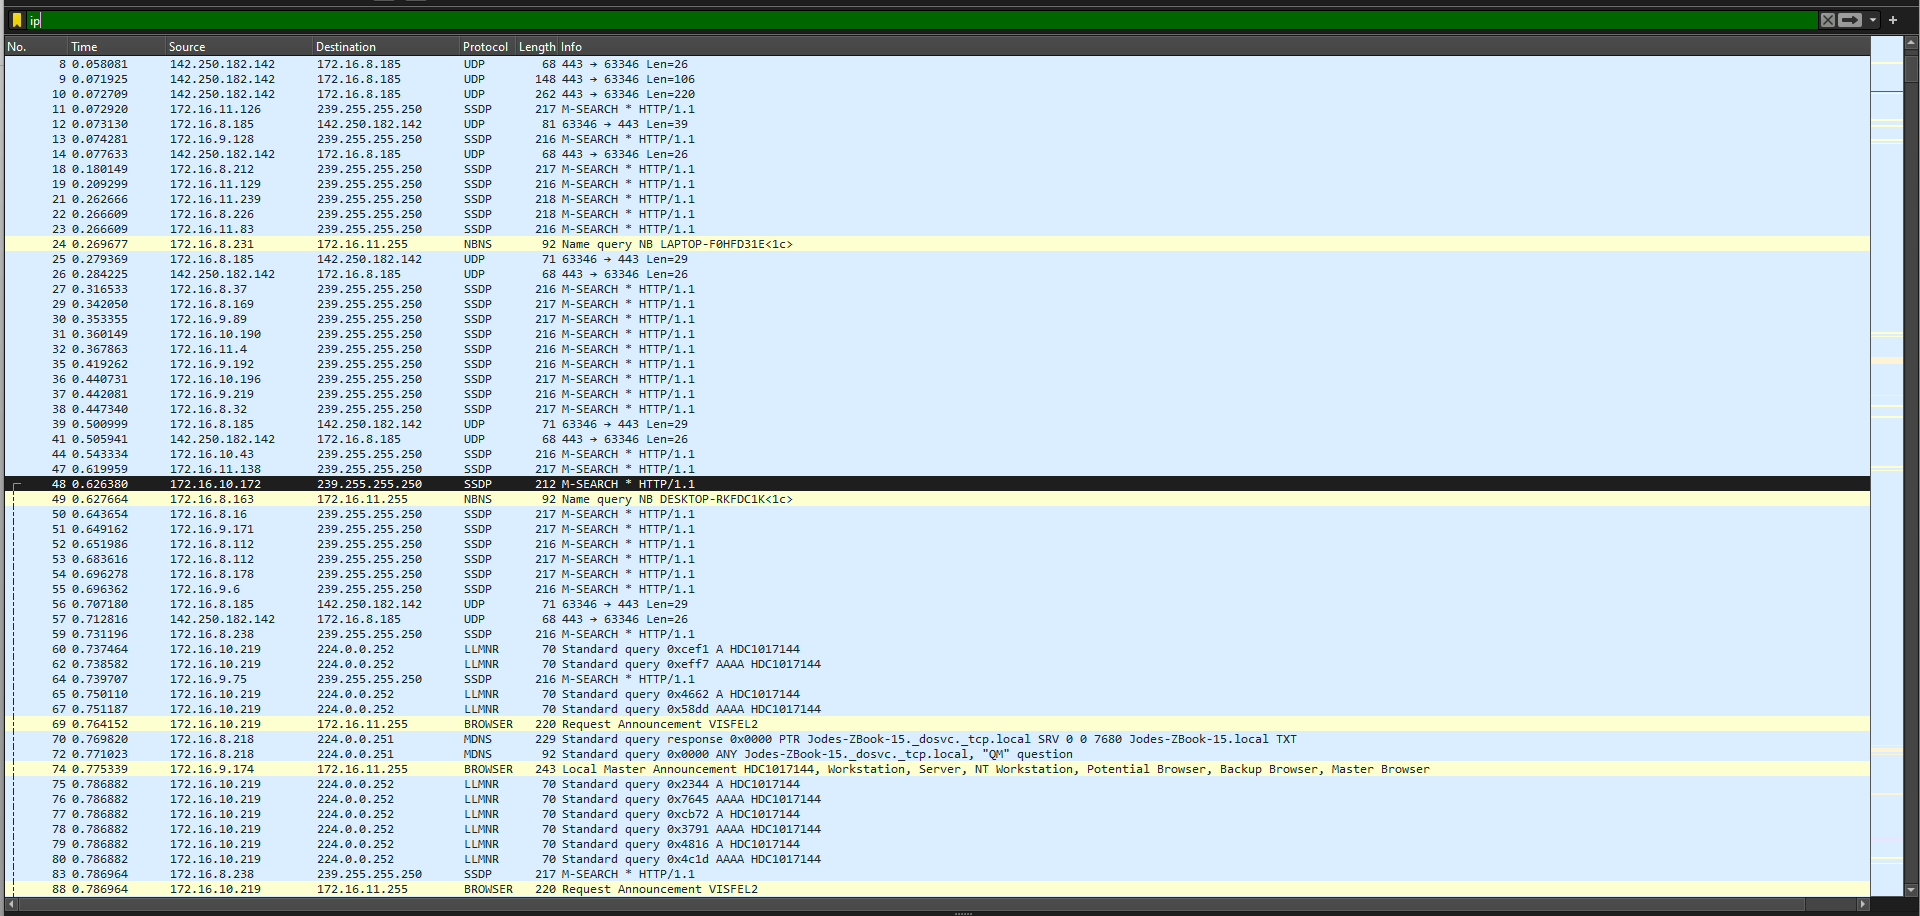 ip
No. Time Source Destination Protocol Length Info
8 0.058081 142.250.182.142 172.16.8.185 UDP 68 443 → 63346 Len=26
9 0.071925 142.250.182.142 172.16.8.185 UDP 148 443 → 63346 Len=106
10 0.072709 142.250.182.142 172.16.8.185 UDP 262 443 → 63346 Len=220
11 0.072920 172.16.11.126 239.255.255.250 SSDP 217 M-SEARCH * HTTP/1.1
12 0.073130 172.16.8.185 142.250.182.142 UDP 81 63346 → 443 Len=39
13 0.074281 172.16.9.128 239.255.255.250 SSDP 216 M-SEARCH * HTTP/1.1
14 0.077633 142.250.182.142 172.16.8.185 UDP 68 443 → 63346 Len=26
18 0.180149 172.16.8.212 239.255.255.250 SSDP 217 M-SEARCH * HTTP/1.1
19 0.209299 172.16.11.129 239.255.255.250 SSDP 216 M-SEARCH * HTTP/1.1
21 0.262666 172.16.11.239 239.255.255.250 SSDP 218 M-SEARCH * HTTP/1.1
22 0.266609 172.16.8.226 239.255.255.250 SSDP 218 M-SEARCH * HTTP/1.1
23 0.266609 172.16.11.83 239.255.255.250 SSDP 216 M-SEARCH * HTTP/1.1
24 0.269677 172.16.8.231 172.16.11.255 NBNS 92 Name query NB LAPTOP-F0HFD31E<1c>
25 0.279369 172.16.8.185 142.250.182.142 UDP 71 63346 → 443 Len=29
26 0.284225 142.250.182.142 172.16.8.185 UDP 68 443 → 63346 Len=26
27 0.316533 172.16.8.37 239.255.255.250 SSDP 216 M-SEARCH * HTTP/1.1
29 0.342050 172.16.8.169 239.255.255.250 SSDP 217 M-SEARCH * HTTP/1.1
30 0.353355 172.16.9.89 239.255.255.250 SSDP 216 M-SEARCH * HTTP/1.1
31 0.360149 172.16.10.190 239.255.255.250 SSDP 216 M-SEARCH * HTTP/1.1
32 0.367863 172.16.11.4 239.255.255.250 SSDP 216 M-SEARCH * HTTP/1.1
35 0.419262 172.16.9.192 239.255.255.250 SSDP 216 M-SEARCH * HTTP/1.1
36 0.440731 172.16.10.196 239.255.255.250 SSDP 217 M-SEARCH * HTTP/1.1
37 0.442081 172.16.9.219 239.255.255.250 SSDP 216 M-SEARCH * HTTP/1.1
38 0.447340 172.16.8.32 239.255.255.250 SSDP 217 M-SEARCH * HTTP/1.1
39 0.500999 172.16.8.185 142.250.182.142 UDP 71 63346 → 443 Len=29
41 0.505941 142.250.182.142 172.16.8.185 UDP 68 443 → 63346 Len=26
44 0.543334 172.16.10.43 239.255.255.250 SSDP 216 M-SEARCH * HTTP/1.1
47 0.619959 172.16.11.138 239.255.255.250 SSDP 217 M-SEARCH * HTTP/1.1
48 0.626380 172.16.10.172 239.255.255.250 SSDP 212 M-SEARCH * HTTP/1.1
49 0.627664 172.16.8.163 172.16.11.255 NBNS 92 Name query NB DESKTOP-RKFDC1K<1c>
50 0.643654 172.16.8.16 239.255.255.250 SSDP 217 M-SEARCH * HTTP/1.1
51 0.649162 172.16.9.171 239.255.255.250 SSDP 217 M-SEARCH * HTTP/1.1
52 0.651986 172.16.8.112 239.255.255.250 SSDP 216 M-SEARCH * HTTP/1.1
53 0.683616 172.16.8.112 239.255.255.250 SSDP 217 M-SEARCH * HTTP/1.1
54 0.696278 172.16.8.178 239.255.255.250 SSDP 217 M-SEARCH * HTTP/1.1
55 0.696362 172.16.9.6 239.255.255.250 SSDP 216 M-SEARCH * HTTP/1.1
56 0.707180 172.16.8.185 142.250.182.142 UDP 71 63346 → 443 Len=29
57 0.712816 142.250.182.142 172.16.8.185 UDP 68 443 → 63346 Len=26
59 0.731196 172.16.8.238 239.255.255.250 SSDP 216 M-SEARCH * HTTP/1.1
60 0.737464 172.16.10.219 224.0.0.252 LLMNR 70 Standard query 0xcef1 A HDC1017144
62 0.738582 172.16.10.219 224.0.0.252 LLMNR 70 Standard query 0xeff7 AAAA HDC1017144
64 0.739707 172.16.9.75 239.255.255.250 SSDP 216 M-SEARCH * HTTP/1.1
65 0.750110 172.16.10.219 224.0.0.252 LLMNR 70 Standard query 0x4662 A HDC1017144
67 0.751187 172.16.10.219 224.0.0.252 LLMNR 70 Standard query 0x58dd AAAA HDC1017144
69 0.764152 172.16.10.219 172.16.11.255 BROWSER 220 Request Announcement VISFEL2
70 0.769820 172.16.8.218 224.0.0.251 MDNS 229 Standard query response 0x0000 PTR Jodes-ZBook-15._dosvc._tcp.local SRV 0 0 7680 Jodes-ZBook-15.local TXT
72 0.771023 172.16.8.218 224.0.0.251 MDNS 92 Standard query 0x0000 ANY Jodes-ZBook-15._dosvc._tcp.local, "QM" question
74 0.775339 172.16.9.174 172.16.11.255 BROWSER 243 Local Master Announcement HDC1017144, Workstation, Server, NT Workstation, Potential Browser, Backup Browser, Master Browser
75 0.786882 172.16.10.219 224.0.0.252 LLMNR 70 Standard query 0x2344 A HDC1017144
76 0.786882 172.16.10.219 224.0.0.252 LLMNR 70 Standard query 0x7645 AAAA HDC1017144
77 0.786882 172.16.10.219 224.0.0.252 LLMNR 70 Standard query 0xcb72 A HDC1017144
78 0.786882 172.16.10.219 224.0.0.252 LLMNR 70 Standard query 0x3791 AAAA HDC1017144
79 0.786882 172.16.10.219 224.0.0.252 LLMNR 70 Standard query 0x4816 A HDC1017144
80 0.786882 172.16.10.219 224.0.0.252 LLMNR 70 Standard query 0x4c1d AAAA HDC1017144
83 0.786964 172.16.8.238 239.255.255.250 SSDP 217 M-SEARCH * HTTP/1.1
88 0.786964 172.16.10.219 172.16.11.255 BROWSER 220 Request Announcement VISFEL2